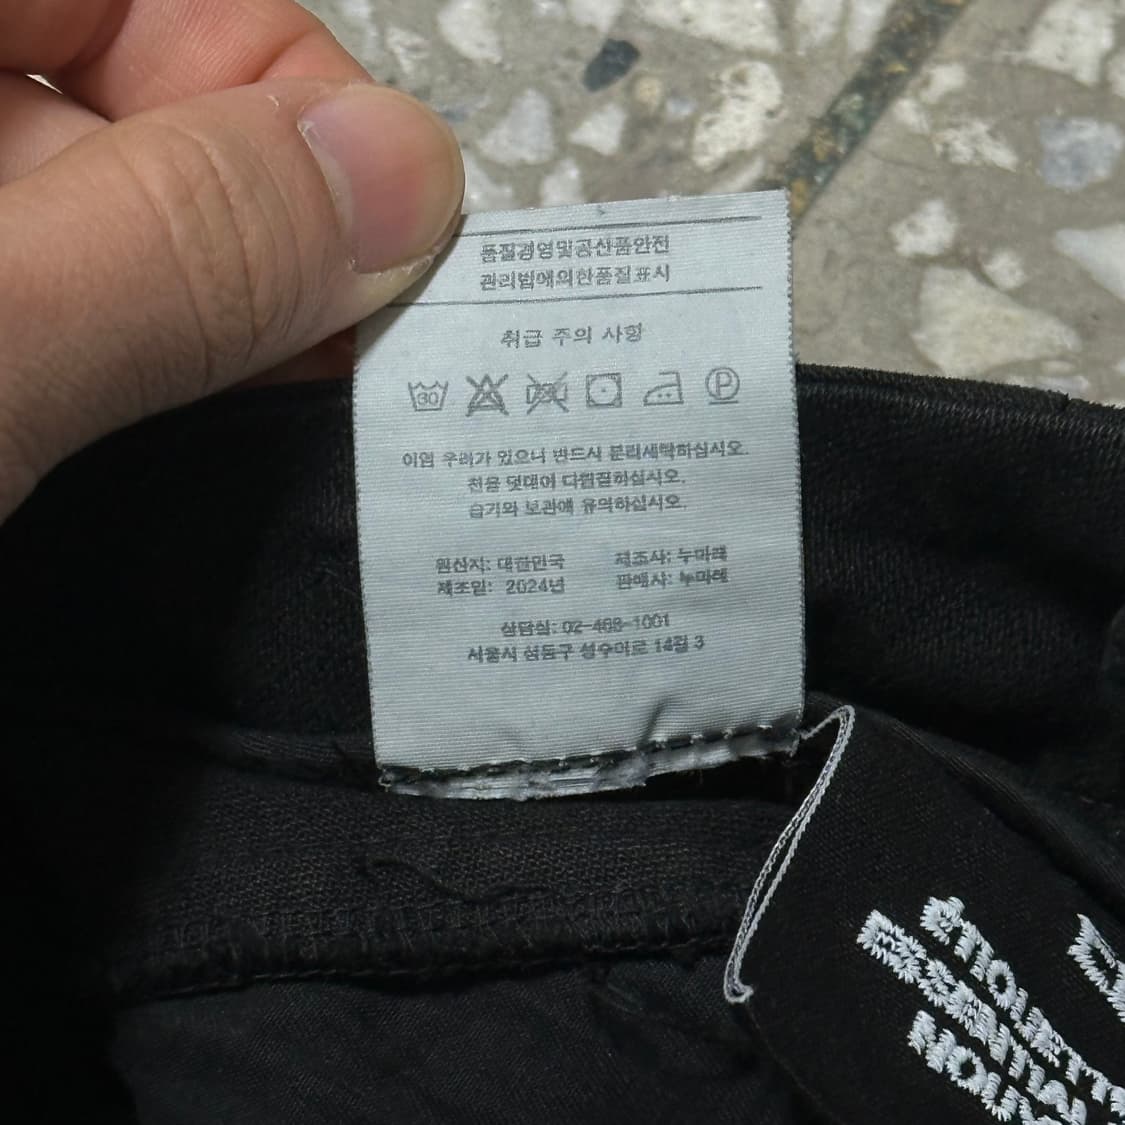 품질경영및공산품안전
관리법에의한품질표시
취급 주의 사항
30
P
이염 우려가 있으니 반드시 분리세탁하십시오.
천을 덧대어 다림질하십시오.
습기와 보관에 유의하십시오.
원산지: 대한민국 제조사: 누마레
제조일: 2024년 판매사: 누마레
상담실: 02-468-1001
서울시 성동구 성수이로 14길 3